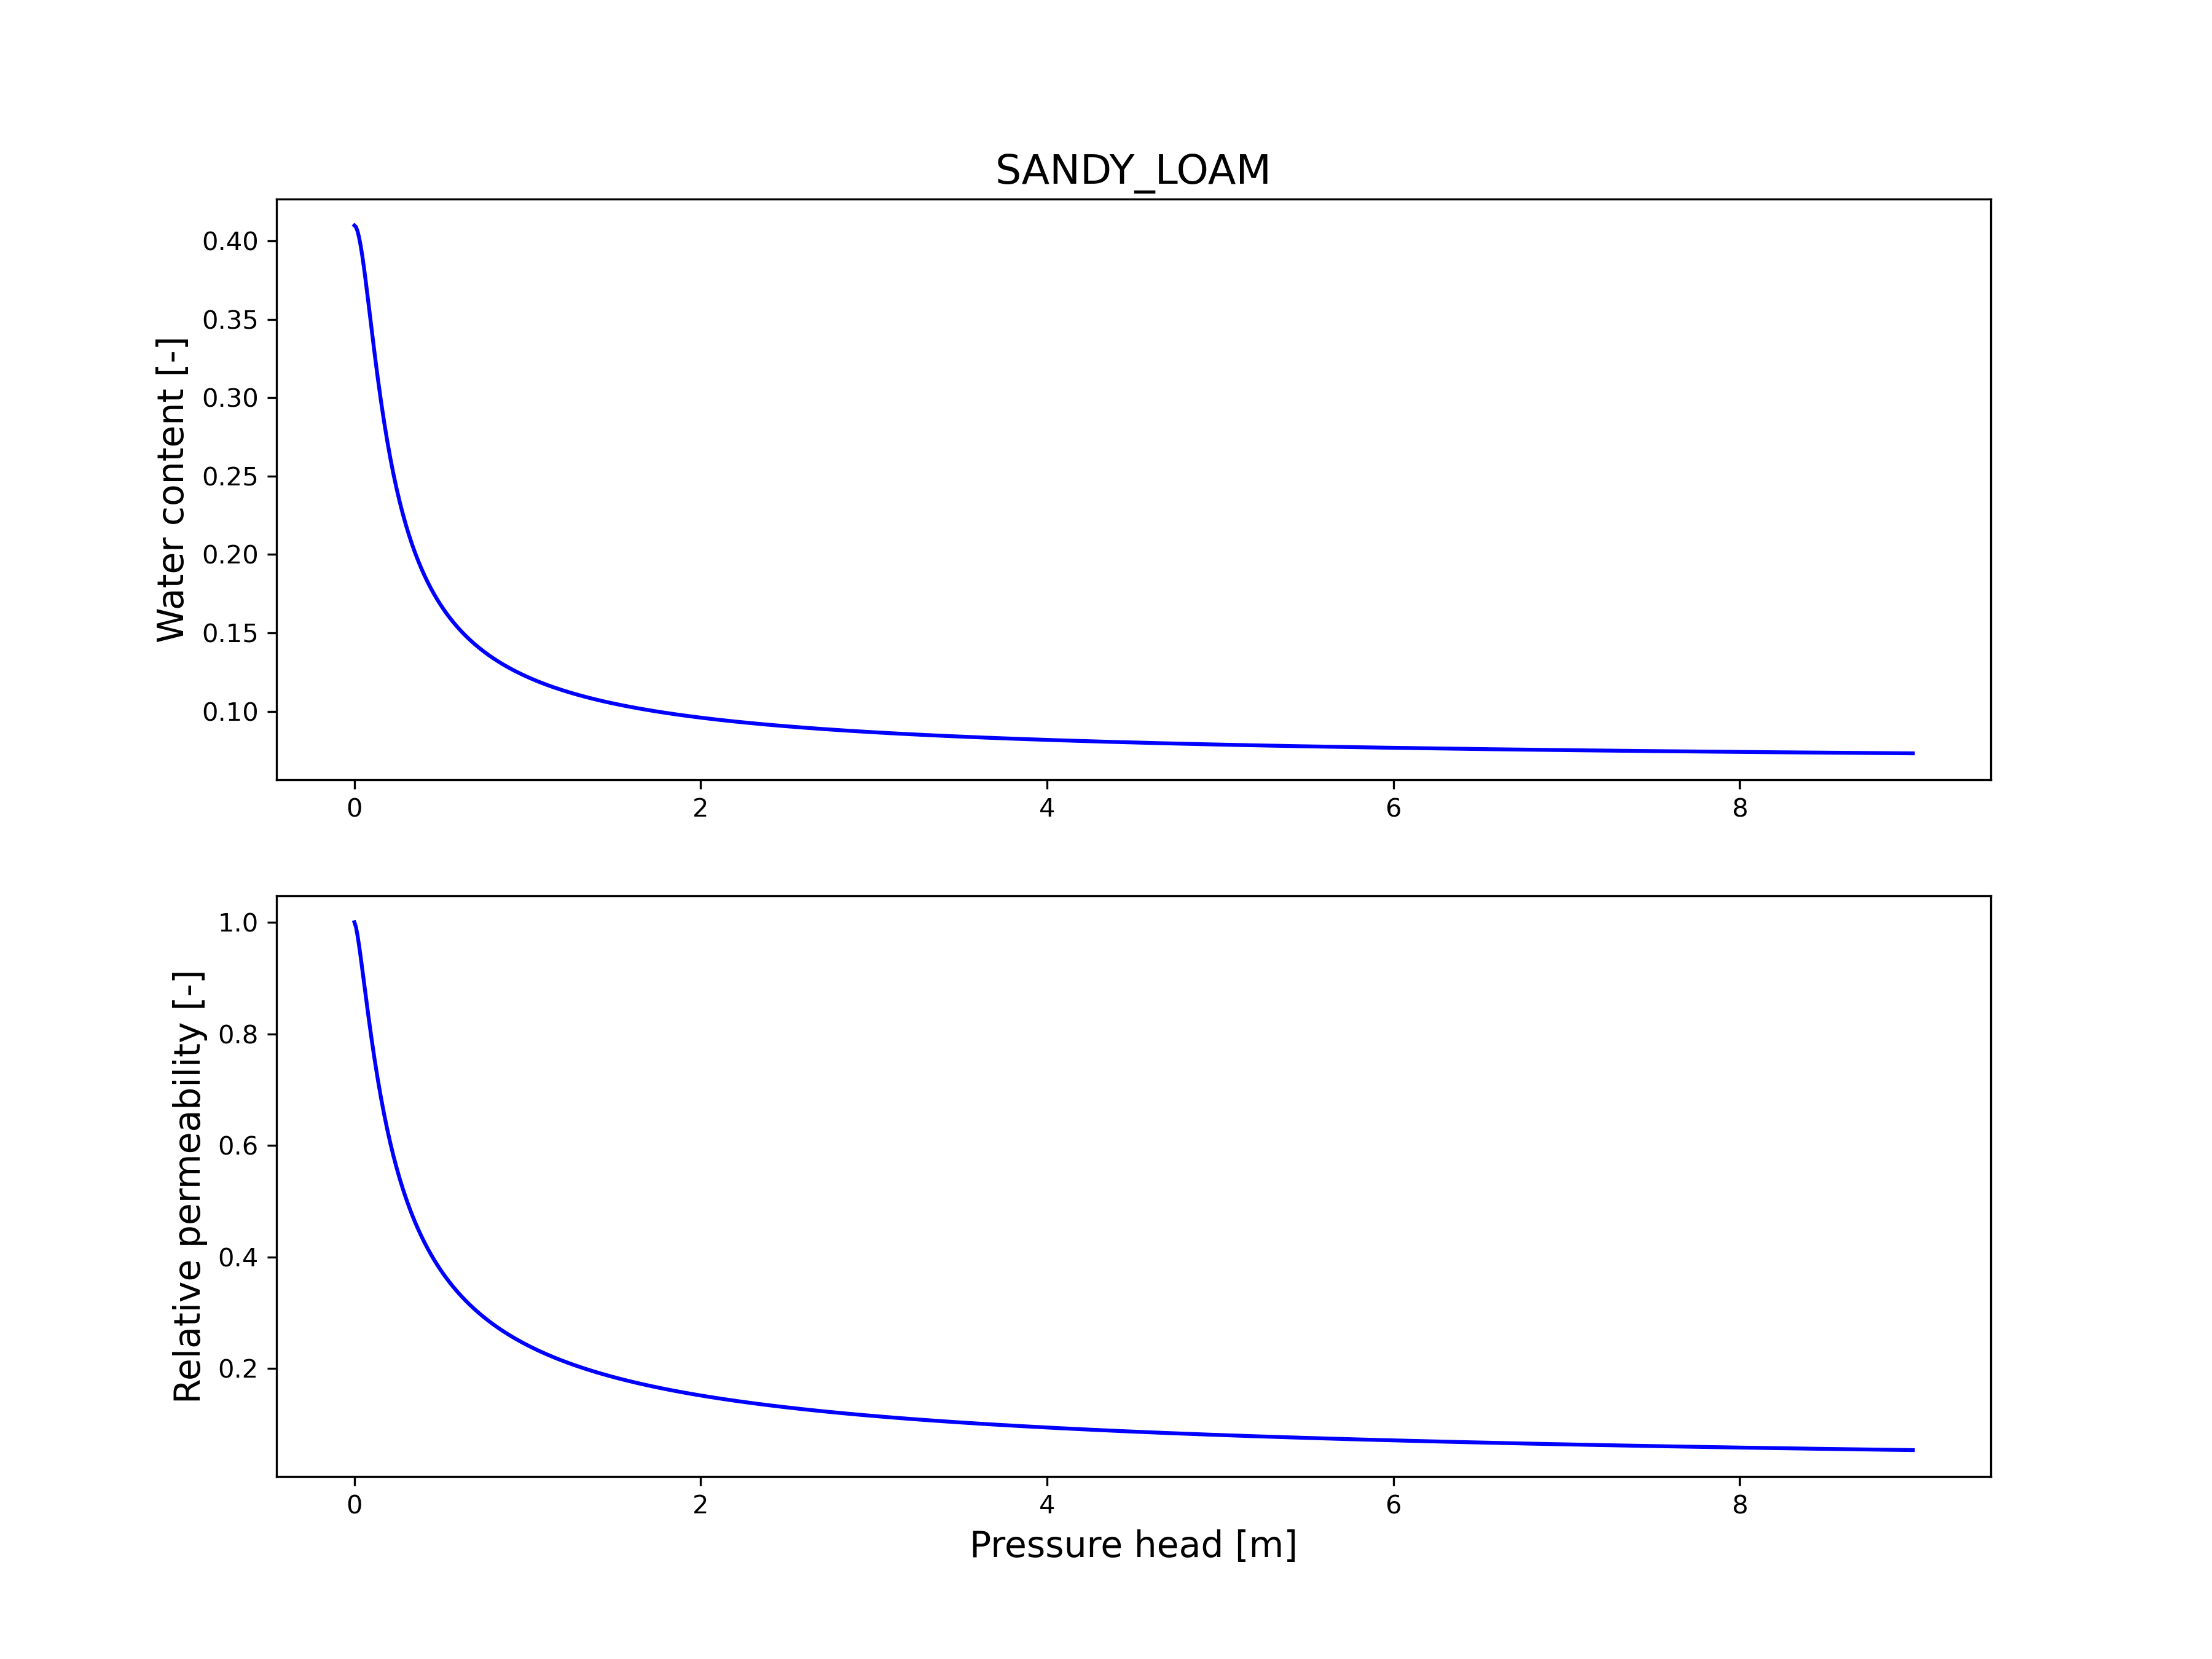 SANDY_LOAM
Water content [-]
0.40
0.35
0.30
0.25
0.20
0.15
0.10
0 2 4 6 8
Relative permeability [-]
1.0
0.8
0.6
0.4
0.2
0 2 4 6 8
Pressure head [m]